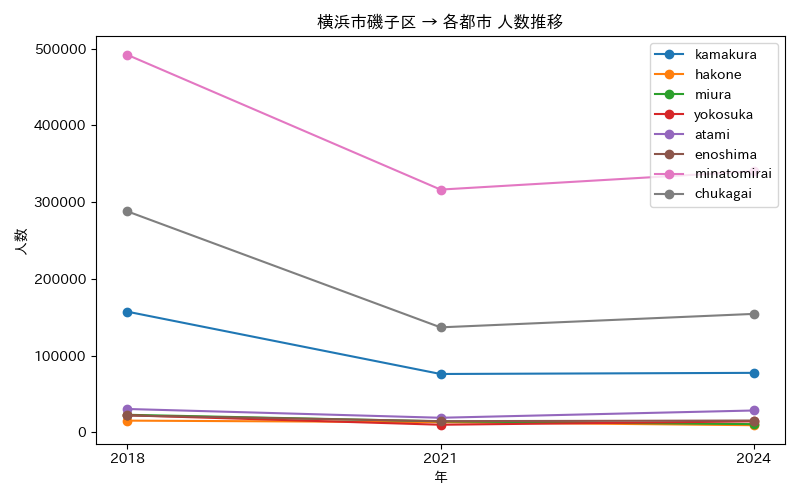 横浜市磯子区 → 各都市 人数推移
500000
400000
300000
200000
100000
0
人数
kamakura
hakone
miura
yokosuka
atami
enoshima
minatomirai
chukagai
2018
2021
2024
年